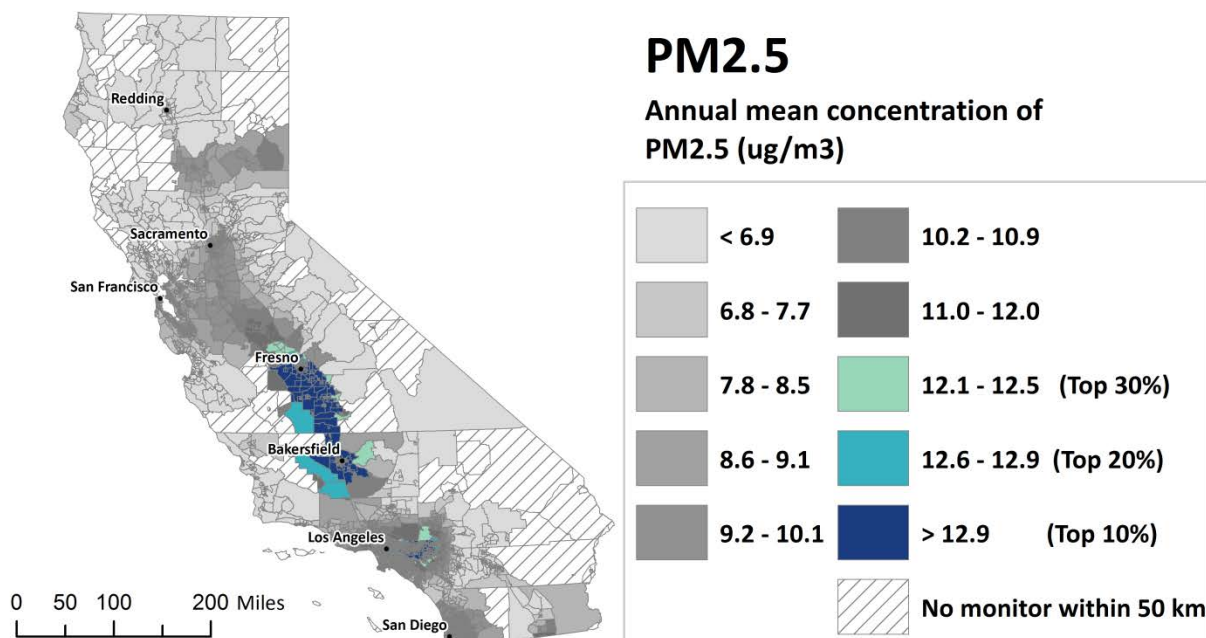 PM2.5
Annual mean concentration of
PM2.5 (ug/m3)
Redding
Sacramento
San Francisco
Fresno
Bakersfield
Los Angeles
San Diego
0 50 100 200 Miles
< 6.9
6.8 - 7.7
7.8 - 8.5
8.6 - 9.1
9.2 - 10.1
10.2 - 10.9
11.0 - 12.0
12.1 - 12.5 (Top 30%)
12.6 - 12.9 (Top 20%)
> 12.9 (Top 10%)
No monitor within 50 km